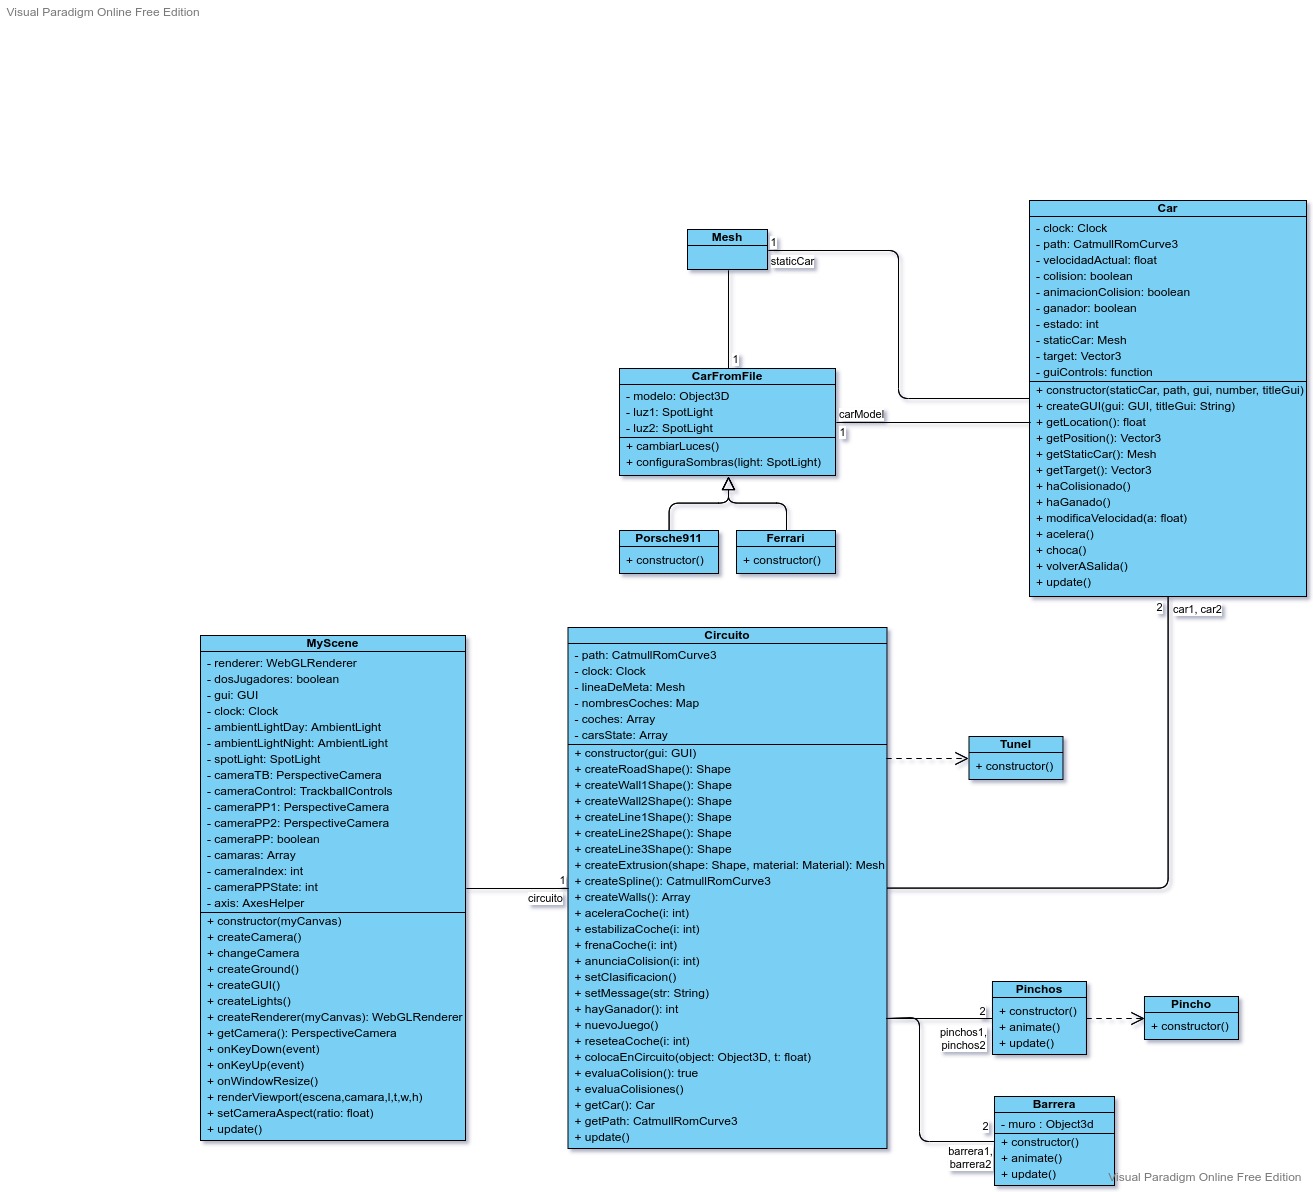 Visual Paradigm Online Free Edition
Car
- clock: Clock
- path: CatmullRomCurve3
- velocidadActual: float
- colision: boolean
- animacionColision: boolean
- ganador: boolean
- estado: int
- staticCar: Mesh
- target: Vector3
- guiControls: function
+ constructor(staticCar, path, gui, number, titleGui)
+ createGUI(gui: GUI, titleGui: String)
+ getLocation(): float
+ getPosition(): Vector3
+ getStaticCar(): Mesh
+ getTarget(): Vector3
+ haColisionado()
+ haGanado()
+ modificaVelocidad(a: float)
+ acelera()
+ choca()
+ volverASalida()
+ update()
2
car1, car2
Mesh
1
staticCar
1
CarFromFile
- modelo: Object3D
- luz1: SpotLight
- luz2: SpotLight
+ cambiarLuces()
+ configuraSombras(light: SpotLight)
carModel
1
Porsche911
+ constructor()
Ferrari
+ constructor()
MyScene
- renderer: WebGLRenderer
- dosJugadores: boolean
- gui: GUI
- clock: Clock
- ambientLightDay: AmbientLight
- ambientLightNight: AmbientLight
- spotLight: SpotLight
- cameraTB: PerspectiveCamera
- cameraControl: TrackballControls
- cameraPP1: PerspectiveCamera
- cameraPP2: PerspectiveCamera
- cameraPP: boolean
- camaras: Array
- cameraIndex: int
- cameraPPState: int
- axis: AxesHelper
+ constructor(myCanvas)
+ createCamera()
+ changeCamera
+ createGround()
+ createGUI()
+ createLights()
+ createRenderer(myCanvas): WebGLRenderer
+ getCamera(): PerspectiveCamera
+ onKeyDown(event)
+ onKeyUp(event)
+ onWindowResize()
+ renderViewport(escena,camara,l,t,w,h)
+ setCameraAspect(ratio: float)
+ update()
1
circuito
Circuito
- path: CatmullRomCurve3
- clock: Clock
- lineaDeMeta: Mesh
- nombresCoches: Map
- coches: Array
- carsState: Array
+ constructor(gui: GUI)
+ createRoadShape(): Shape
+ createWall1Shape(): Shape
+ createWall2Shape(): Shape
+ createLine1Shape(): Shape
+ createLine2Shape(): Shape
+ createLine3Shape(): Shape
+ createExtrusion(shape: Shape, material: Material): Mesh
+ createSpline(): CatmullRomCurve3
+ createWalls(): Array
+ aceleraCoche(i: int)
+ estabilizaCoche(i: int)
+ frenaCoche(i: int)
+ anunciaColision(i: int)
+ setClasificacion()
+ setMessage(str: String)
+ hayGanador(): int
+ nuevoJuego()
+ reseteaCoche(i: int)
+ colocaEnCircuito(object: Object3D, t: float)
+ evaluaColision(): true
+ evaluaColisiones()
+ getCar(): Car
+ getPath: CatmullRomCurve3
+ update()
Tunel
+ constructor()
2
pinchos1,
pinchos2
Pinchos
+ constructor()
+ animate()
+ update()
Pincho
+ constructor()
2
barrera1,
barrera2
Barrera
- muro : Object3d
+ constructor()
+ animate()
+ update()
Visual Paradigm Online Free Edition